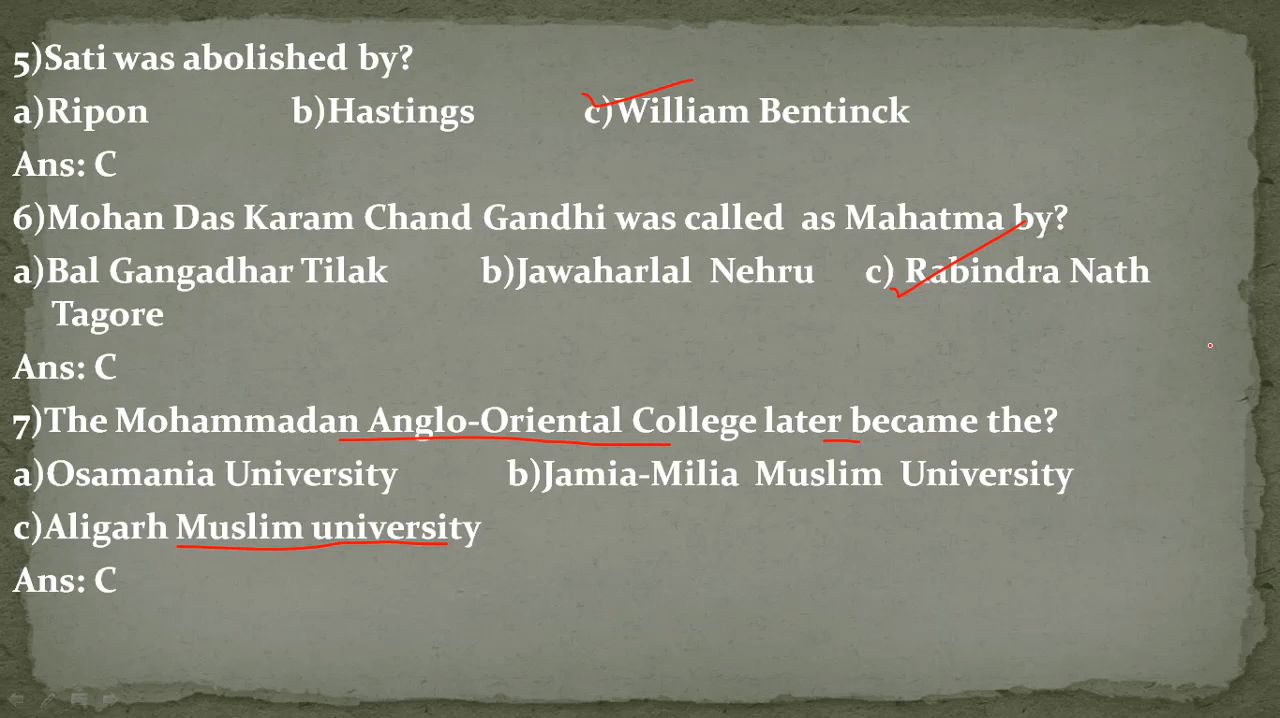 5)Sati was abolished by?
a)Ripon b)Hastings c)William Bentinck
Ans: C
6)Mohan Das Karam Chand Gandhi was called as Mahatma by?
a)Bal Gangadhar Tilak b)Jawaharlal Nehru c) Rabindra Nath
Tagore
Ans: C
7)The Mohammadan Anglo-Oriental College later became the?
a)Osamania University b)Jamia-Milia Muslim University
c)Aligarh Muslim university
Ans: C